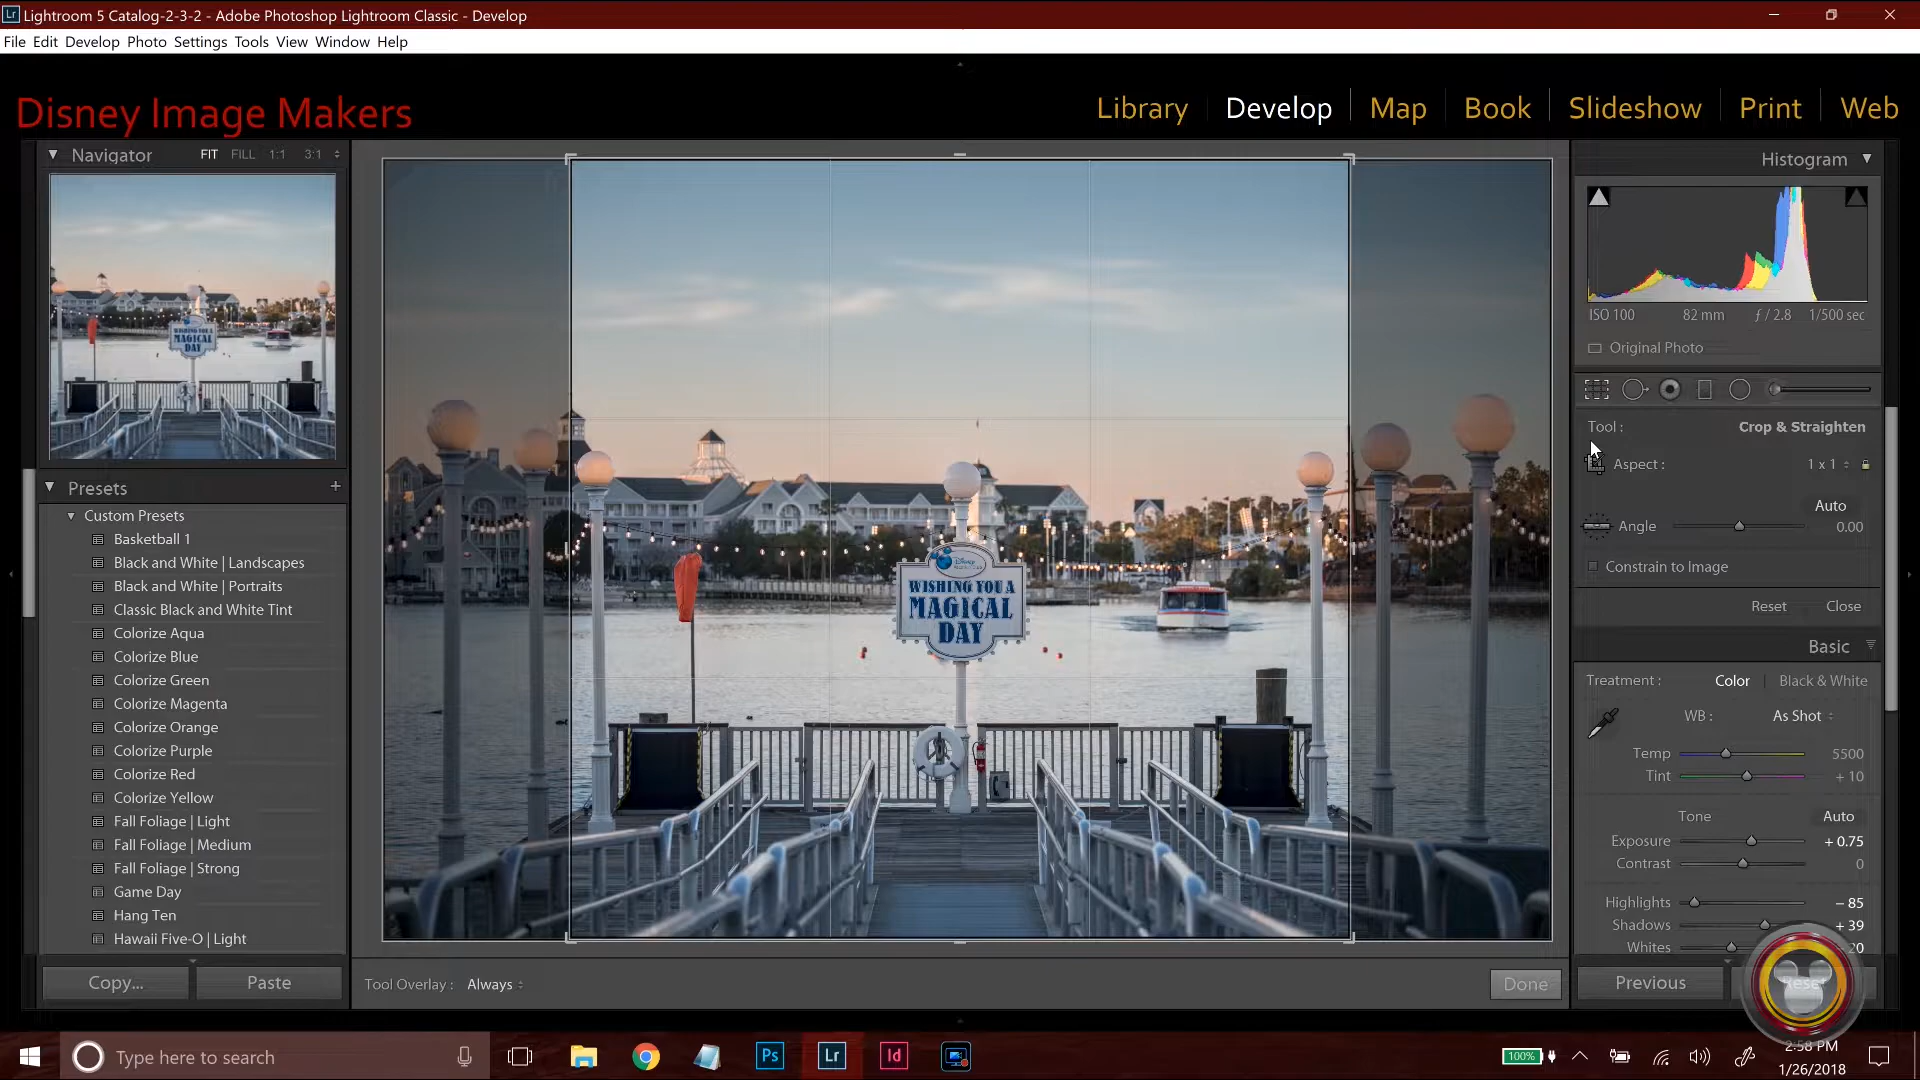 Lr Lightroom 5 Catalog-2-3-2 - Adobe Photoshop Lightroom Classic - Develop
File Edit Develop Photo Settings Tools View Window Help
Disney Image Makers
Library Develop Map Book Slideshow Print Web
Navigator FIT FILL 1:1 3:1
Histogram
ISO 100 82 mm ƒ / 2.8 1/500 sec
Original Photo
Tool : Crop & Straighten
Aspect : 1 x 1
Auto
Angle 0.00
Constrain to Image
Reset Close
Basic
Treatment : Color Black & White
WB : As Shot
Temp 5500
Tint + 10
Tone Auto
Exposure + 0.75
Contrast 0
Highlights – 85
Shadows + 39
Whites 20
Previous Reset
Presets +
Custom Presets
Basketball 1
Black and White | Landscapes
Black and White | Portraits
Classic Black and White Tint
Colorize Aqua
Colorize Blue
Colorize Green
Colorize Magenta
Colorize Orange
Colorize Purple
Colorize Red
Colorize Yellow
Fall Foliage | Light
Fall Foliage | Medium
Fall Foliage | Strong
Game Day
Hang Ten
Hawaii Five-O | Light
Copy... Paste
Disney
WISHING YOU A
MAGICAL
DAY
Tool Overlay : Always Done
Type here to search
Ps Lr Id
100%
2:58 PM
1/26/2018